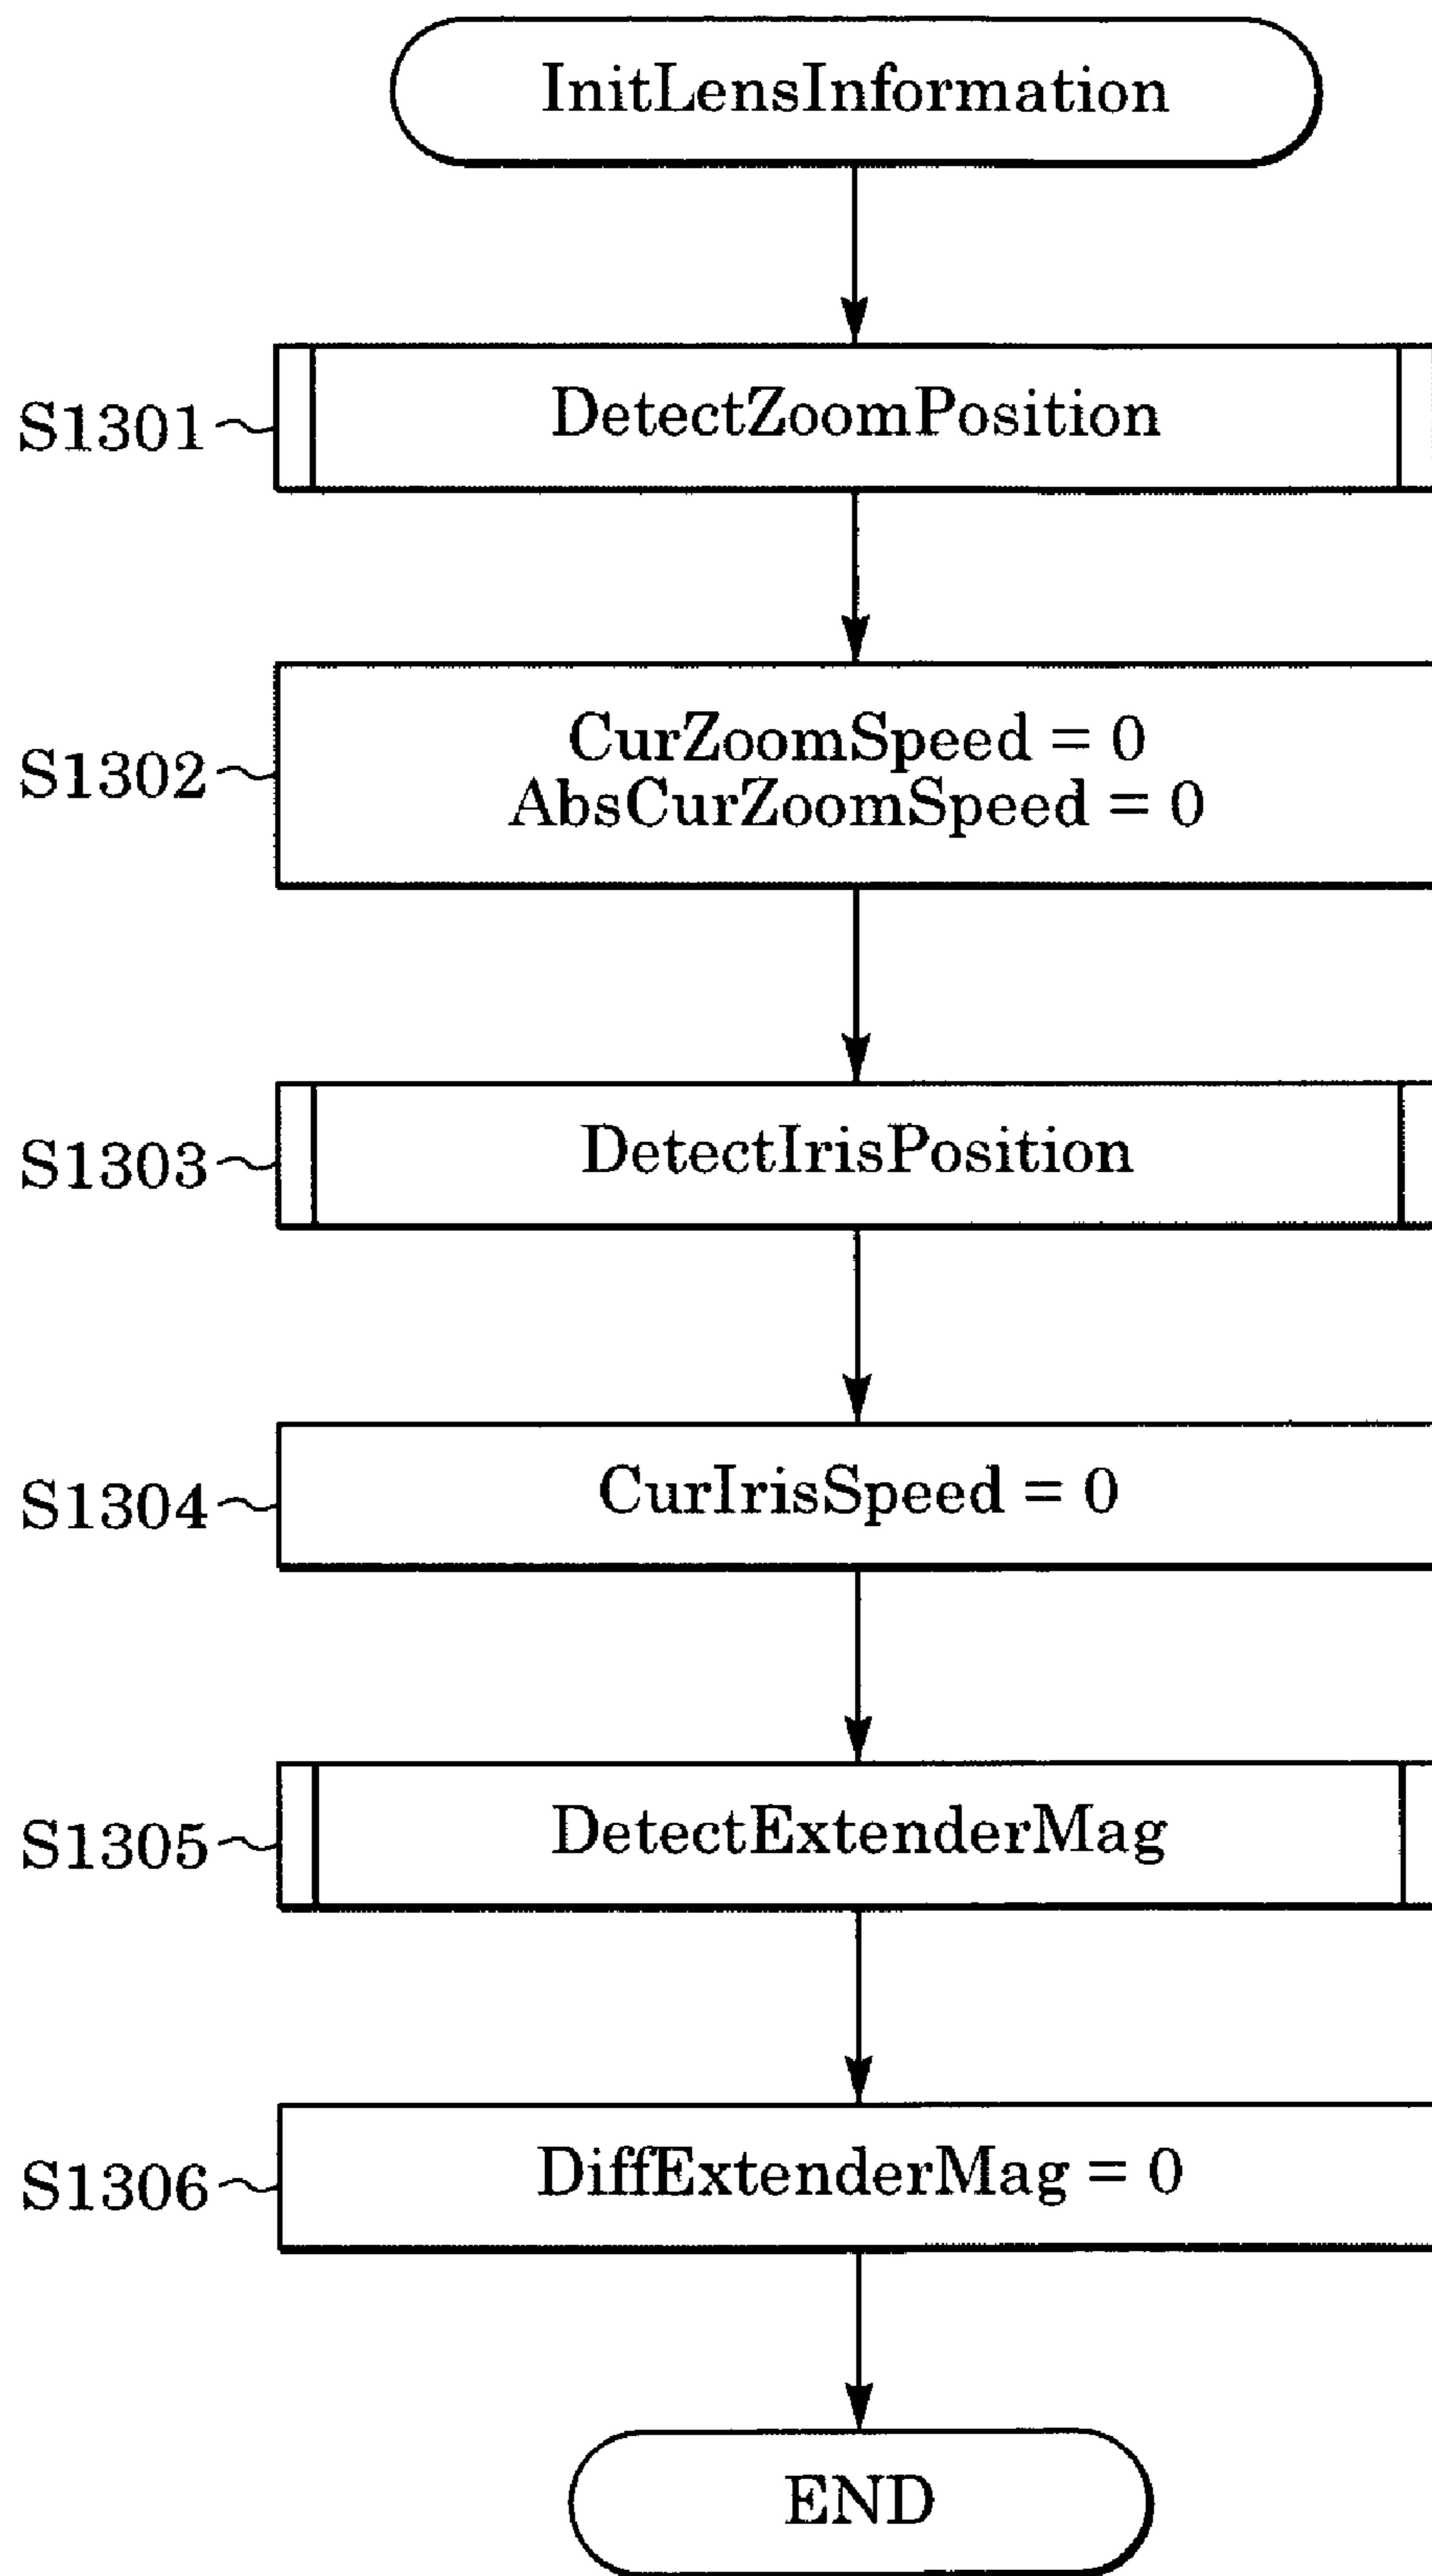 InitLensInformation
S1301
DetectZoomPosition
S1302
CurZoomSpeed = 0
AbsCurZoomSpeed = 0
S1303
DetectIrisPosition
S1304
CurIrisSpeed = 0
S1305
DetectExtenderMag
S1306
DiffExtenderMag = 0
END